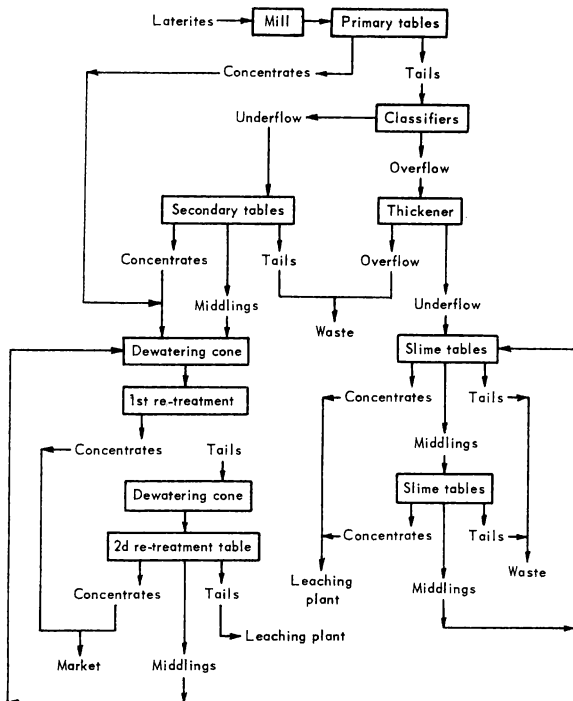 Laterites
Mill
Primary tables
Concentrates
Tails
Underflow
Classifiers
Overflow
Secondary tables
Thickener
Concentrates
Tails
Overflow
Middlings
Underflow
Waste
Dewatering cone
Slime tables
1st re-treatment
Concentrates
Tails
Concentrates
Tails
Middlings
Dewatering cone
Slime tables
2d re-treatment table
Concentrates
Tails
Concentrates
Tails
Leaching
plant
Middlings
Waste
Leaching plant
Market
Middlings